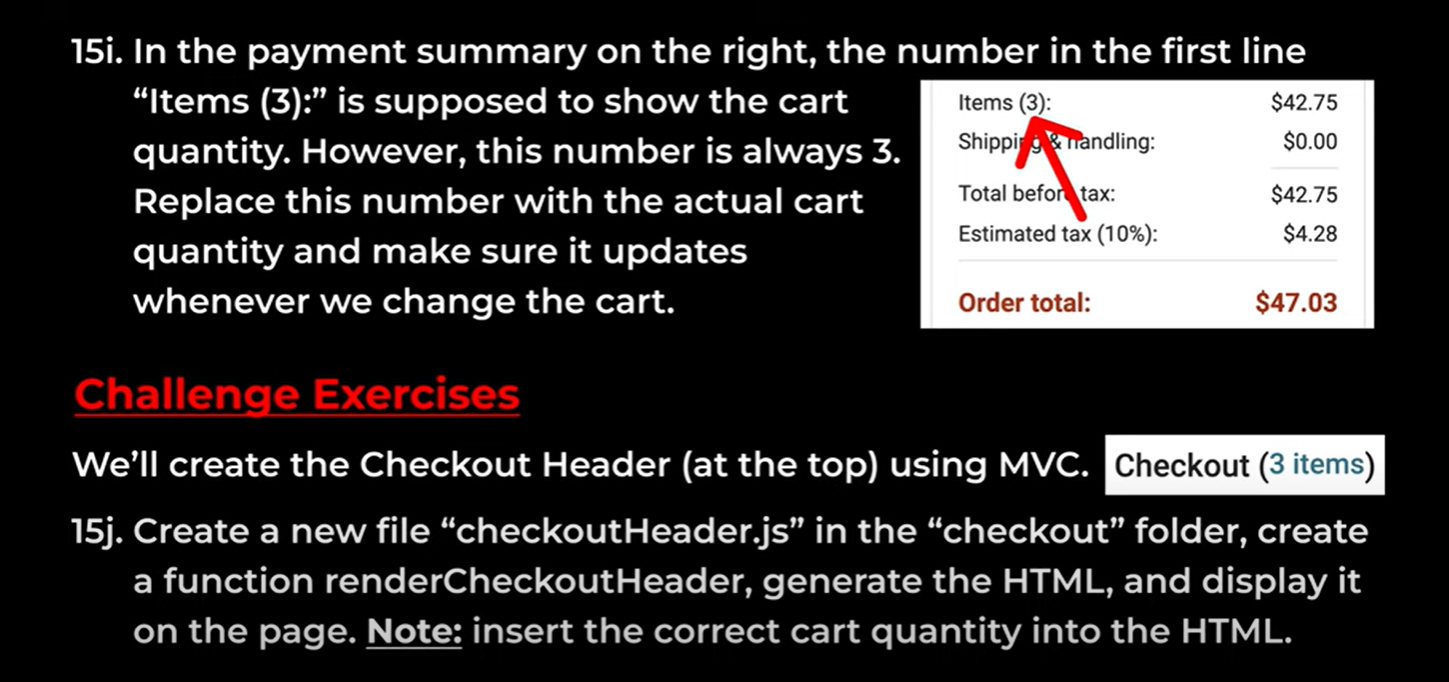 15i. In the payment summary on the right, the number in the first line
“Items (3):” is supposed to show the cart
quantity. However, this number is always 3.
Replace this number with the actual cart
quantity and make sure it updates
whenever we change the cart.
Items (3): $42.75
Shipping & handling: $0.00
Total before tax: $42.75
Estimated tax (10%): $4.28
Order total: $47.03
Challenge Exercises
We’ll create the Checkout Header (at the top) using MVC.
Checkout (3 items)
15j. Create a new file “checkoutHeader.js” in the “checkout” folder, create
a function renderCheckoutHeader, generate the HTML, and display it
on the page. Note: insert the correct cart quantity into the HTML.